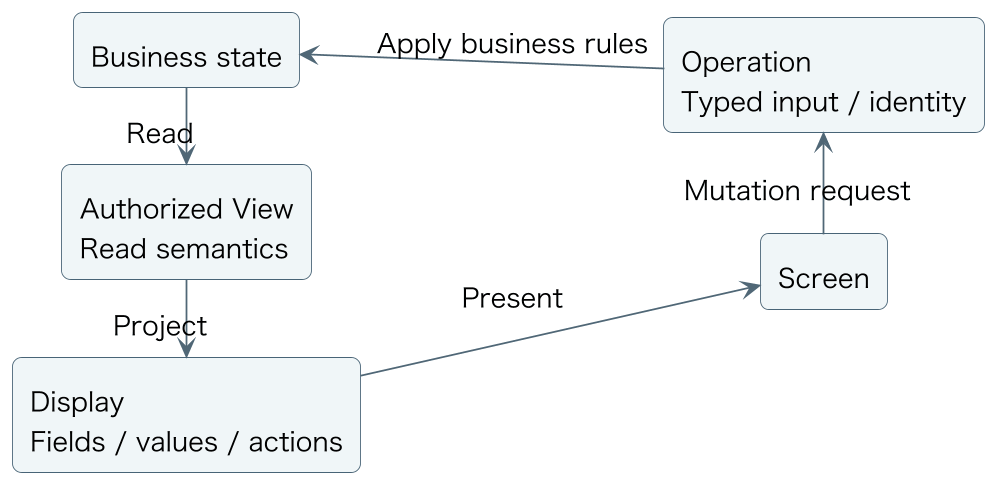 Business state
Apply business rules
Operation
Typed input / identity
Read
Authorized View
Read semantics
Mutation request
Screen
Present
Project
Display
Fields / values / actions